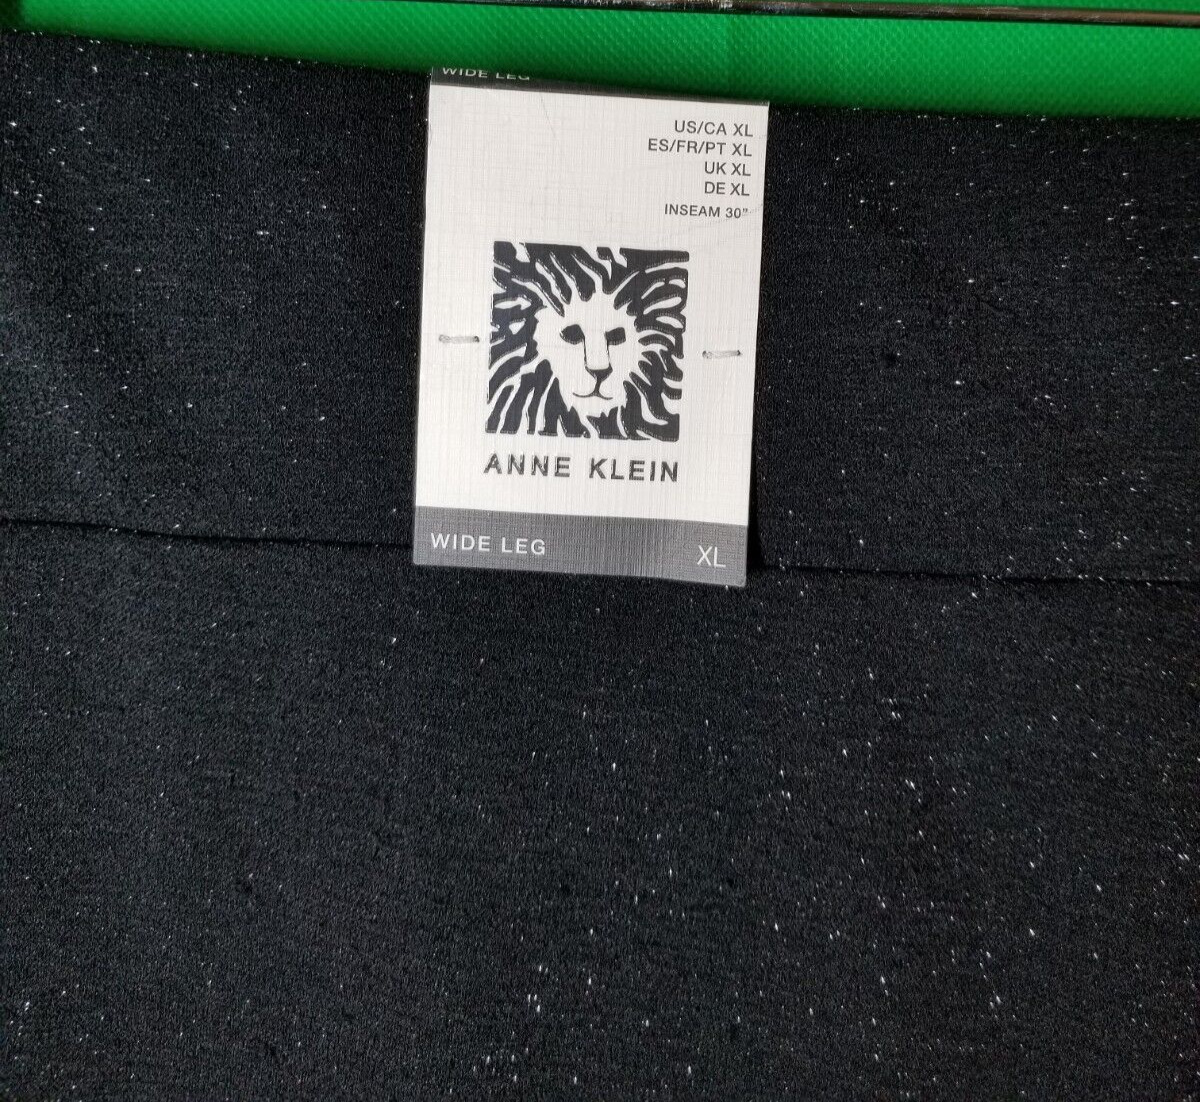 WIDE LEG
US/CA XL
ES/FR/PT XL
UK XL
DE XL
INSEAM 30"
ANNE KLEIN
WIDE LEG XL